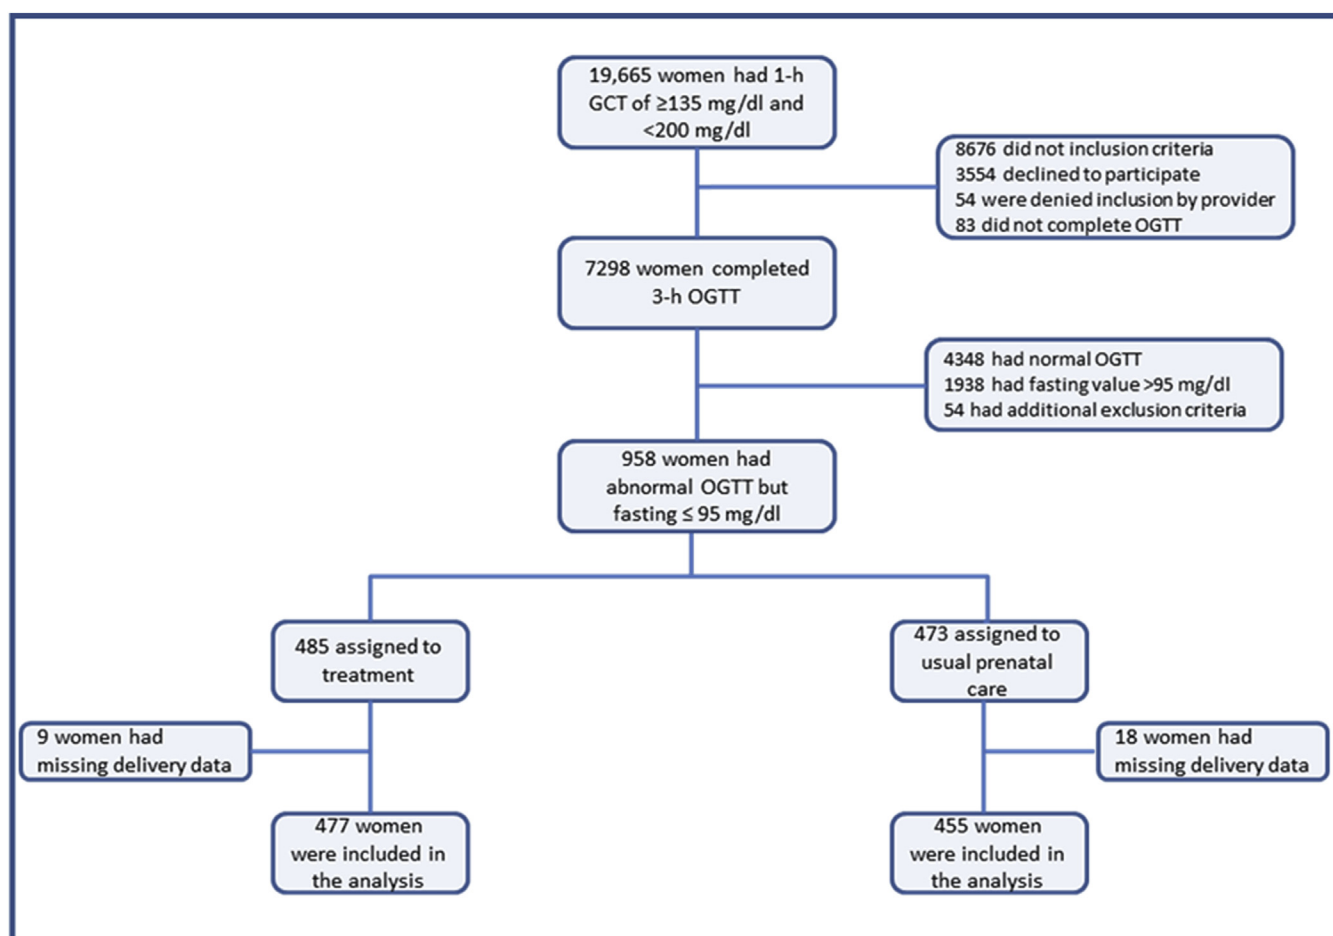 19,665 women had 1-h
GCT of ≥135 mg/dl and
<200 mg/dl
8676 did not inclusion criteria
3554 declined to participate
54 were denied inclusion by provider
83 did not complete OGTT
7298 women completed
3-h OGTT
4348 had normal OGTT
1938 had fasting value >95 mg/dl
54 had additional exclusion criteria
958 women had
abnormal OGTT but
fasting ≤ 95 mg/dl
485 assigned to
treatment
473 assigned to
usual prenatal
care
9 women had
missing delivery data
18 women had
missing delivery data
477 women
were included in
the analysis
455 women
were included in
the analysis